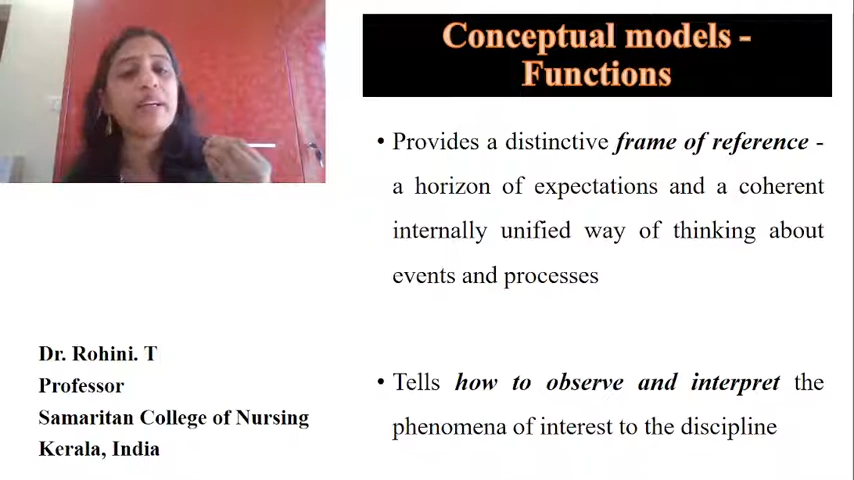 Conceptual models -
Functions
• Provides a distinctive frame of reference -
a horizon of expectations and a coherent
internally unified way of thinking about
events and processes
• Tells how to observe and interpret the
phenomena of interest to the discipline
Dr. Rohini. T
Professor
Samaritan College of Nursing
Kerala, India